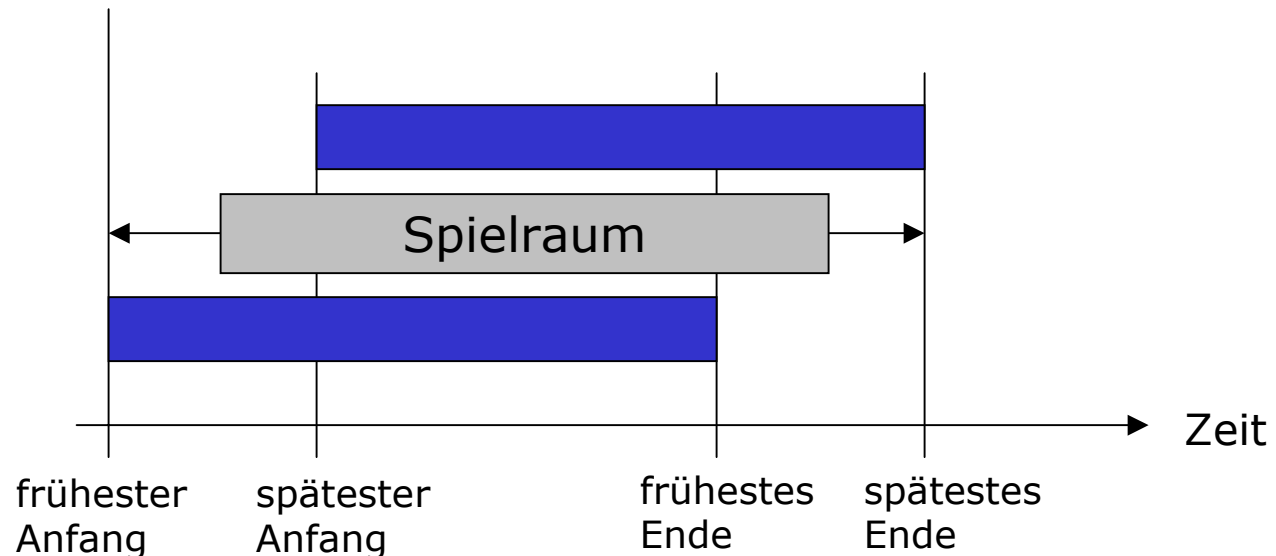 Spielraum
Zeit
frühester
Anfang
spätester
Anfang
frühestes
Ende
spätestes
Ende